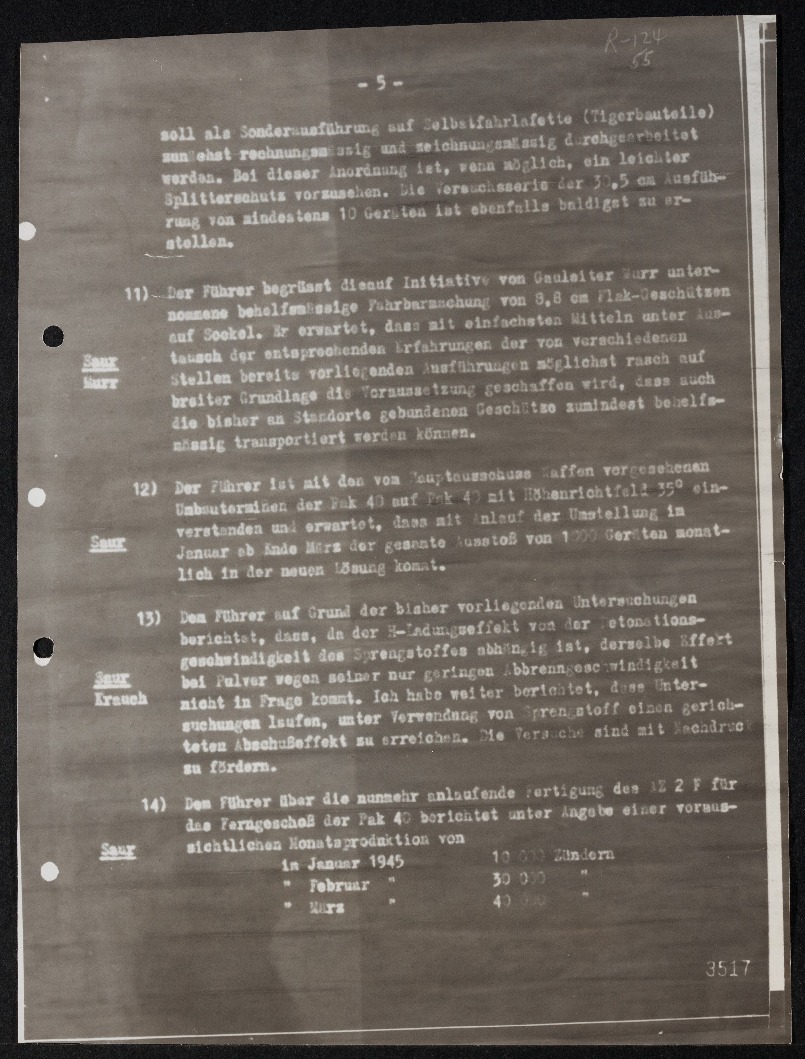 R-124
55
- 5 -
soll als Sonderausführung auf Selbstfahrlafette (Tigerbauteile)
zunächst rechnungsmässig und zeichnungsmässig durchgearbeitet
werden. Bei dieser Anordnung ist, wenn möglich, ein leichter
Splitterschutz vorzusehen. Die Versuchsserie der 30,5 cm Ausfüh-
rung von mindestens 10 Geräten ist ebenfalls baldigst zu er-
stellen.
11) Der Führer begrüsst die auf Initiative von Gauleiter Murr unter-
nommene behelfsmässige Fahrbarmachung von 8,8 cm Flak-Geschützen
auf Sockel. Er erwartet, dass mit einfachsten Mitteln unter Aus-
Saur tausch der entsprechenden Erfahrungen der von verschiedenen
Murr Stellen bereits vorliegenden Ausführungen möglichst rasch auf
breiter Grundlage die Voraussetzung geschaffen wird, dass auch
die bisher an Standorte gebundenen Geschütze zumindest behelfs-
mässig transportiert werden können.
12) Der Führer ist mit den vom Hauptausschuss Waffen vorgesehenen
Umbauterminen der Pak 40 auf Pak 40 mit Höhenrichtfeld 35° ein-
Saur verstanden und erwartet, dass mit Anlauf der Umstellung im
Januar ab Ende März der gesamte Ausstoß von 1000 Geräten monat-
lich in der neuen Lösung kommt.
13) Dem Führer auf Grund der bisher vorliegenden Untersuchungen
berichtet, dass, da der H-Ladungseffekt von der Detonations-
geschwindigkeit des Sprengstoffes abhängig ist, derselbe Effekt
Saur bei Pulver wegen seiner nur geringen Abbrenngeschwindigkeit
Krauch nicht in Frage kommt. Ich habe weiter berichtet, dass Unter-
suchungen laufen, unter Verwendung von Sprengstoff einen gerich-
teten Abschußeffekt zu erreichen. Die Versuche sind mit Nachdruck
zu fördern.
14) Dem Führer über die nunmehr anlaufende Fertigung des AZ 2 F für
das Ferngeschoß der Pak 40 berichtet unter Angabe einer voraus-
Saur sichtlichen Monatsproduktion von
im Januar 1945 10 000 Zündern
" Februar " 30 000 "
" März " 40 000 "
3517